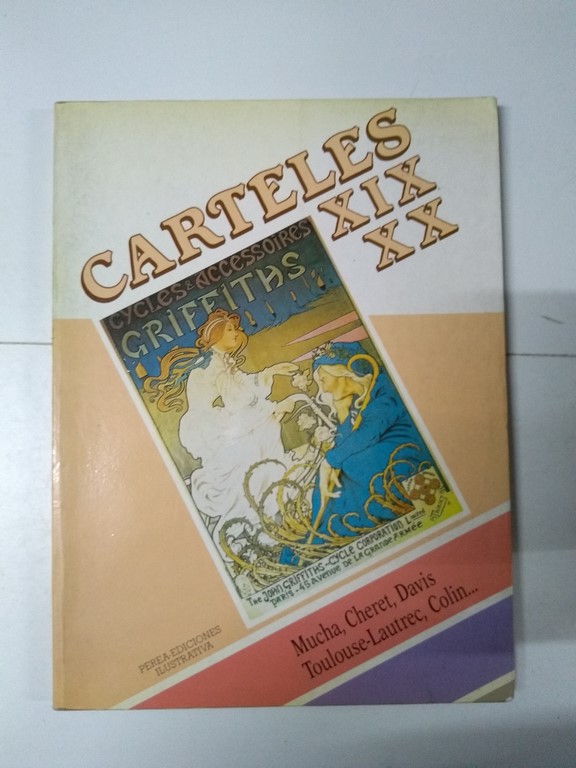 CARTELES
XIX
XX
CYCLES & ACCESSOIRES
GRIFFITHS
THE JOHN GRIFFITHS-CYCLE CORPORATION LIMITED
PARIS-45 AVENUE DE LA GRANDE ARMÉE
Mucha, Cheret, Davis
Toulouse-Lautrec, Colin...
PEREA-EDICIONES
ILUSTRATIVA